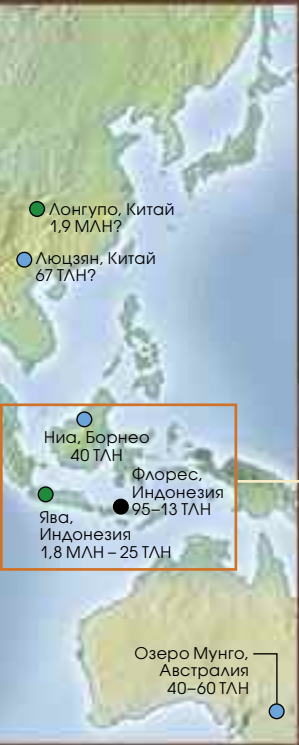 Лонгупо, Китай
1,9 МЛН?
Люцзян, Китай
67 ТЛН?
Ниа, Борнео
40 ТЛН
Флорес,
Индонезия
95–13 ТЛН
Ява,
Индонезия
1,8 МЛН – 25 ТЛН
Озеро Мунго,
Австралия
40–60 ТЛН